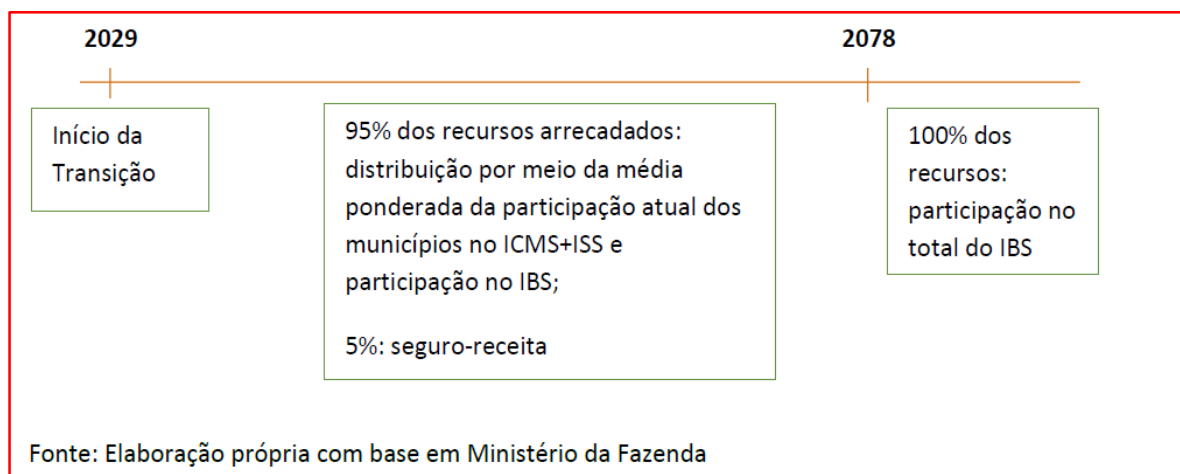 2029
2078
Início da
Transição
95% dos recursos arrecadados:
distribuição por meio da média
ponderada da participação atual dos
municípios no ICMS+ISS e
participação no IBS;
5%: seguro-receita
100% dos
recursos:
participação no
total do IBS
Fonte: Elaboração própria com base em Ministério da Fazenda